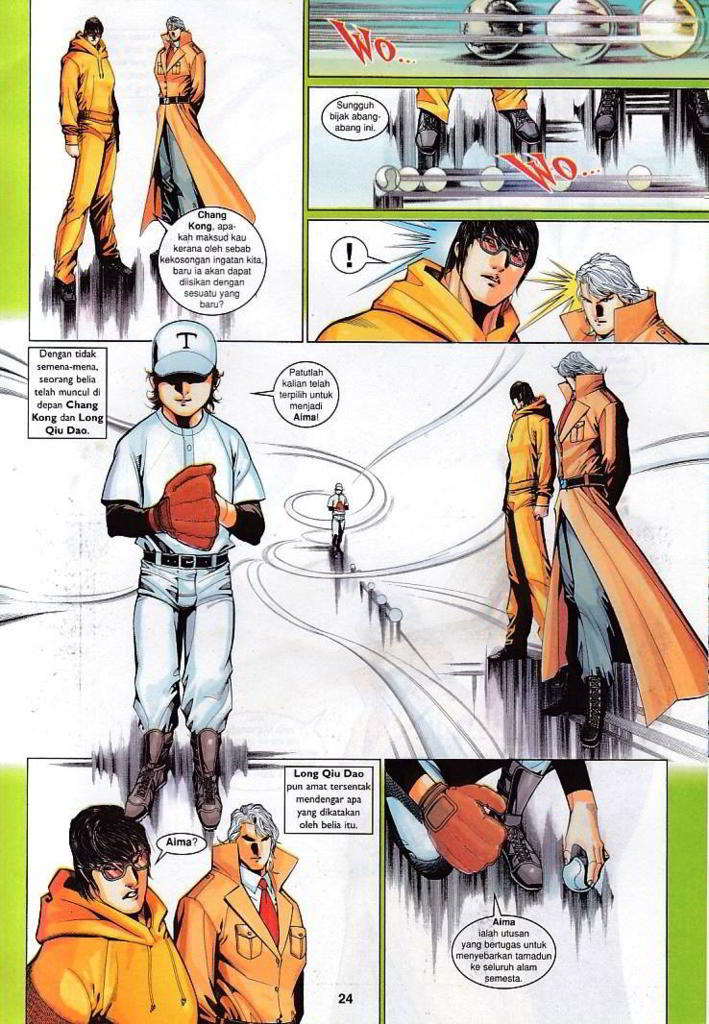 Chang
Kong, apa-
kah maksud kau
kerana oleh sebab
kekosongan ingatan kita,
baru ia akan dapat
diisikan dengan
sesuatu yang
baru?
WO...
Sungguh
bijak abang-
abang ini.
WO...
!
Dengan tidak
semena-mena,
seorang belia
telah muncul di
depan Chang
Kong dan Long
Qiu Dao.
T
Patutlah
kalian telah
terpilih untuk
menjadi
Aima!
Aima?
Long Qiu Dao
pun amat tersentak
mendengar apa
yang dikatakan
oleh belia itu.
Aima
ialah utusan
yang bertugas untuk
menyebarkan tamadun
ke seluruh alam
semesta.
24